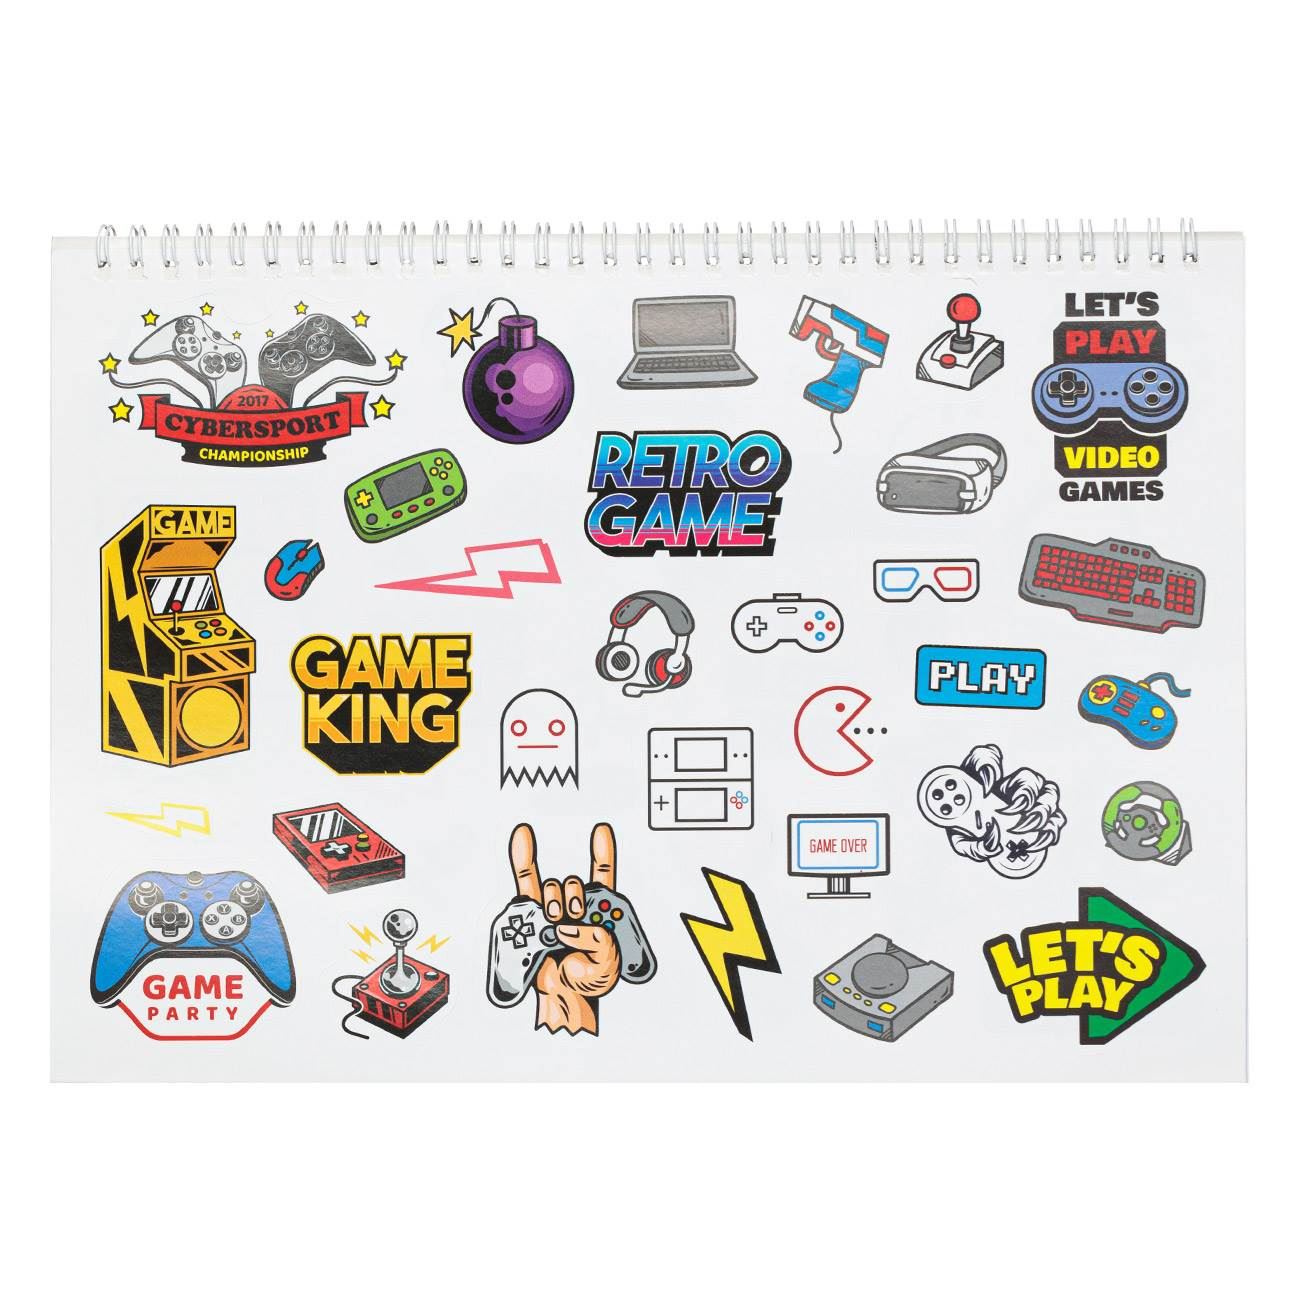 2017
CYBERSPORT
CHAMPIONSHIP
LET'S
PLAY
VIDEO
GAMES
RETRO
GAME
GAME
GAME
KING
PLAY
GAME OVER
X
Y
B
A
GAME
PARTY
LET'S
PLAY